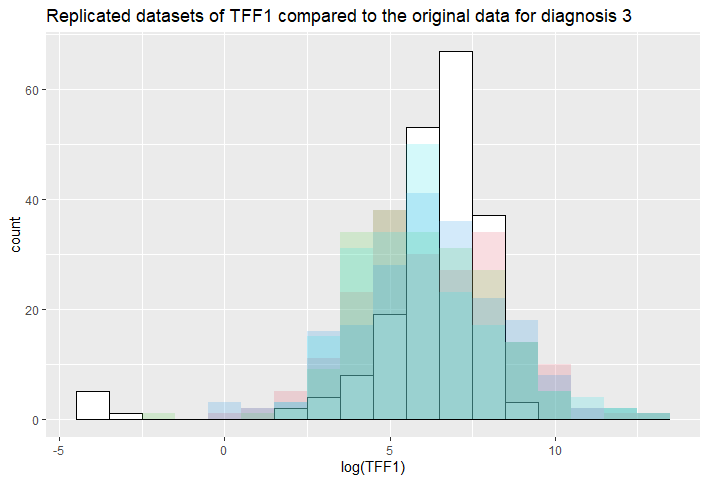 Replicated datasets of TFF1 compared to the original data for diagnosis 3
60
40
20
0
count
-5
0
5
10
log(TFF1)